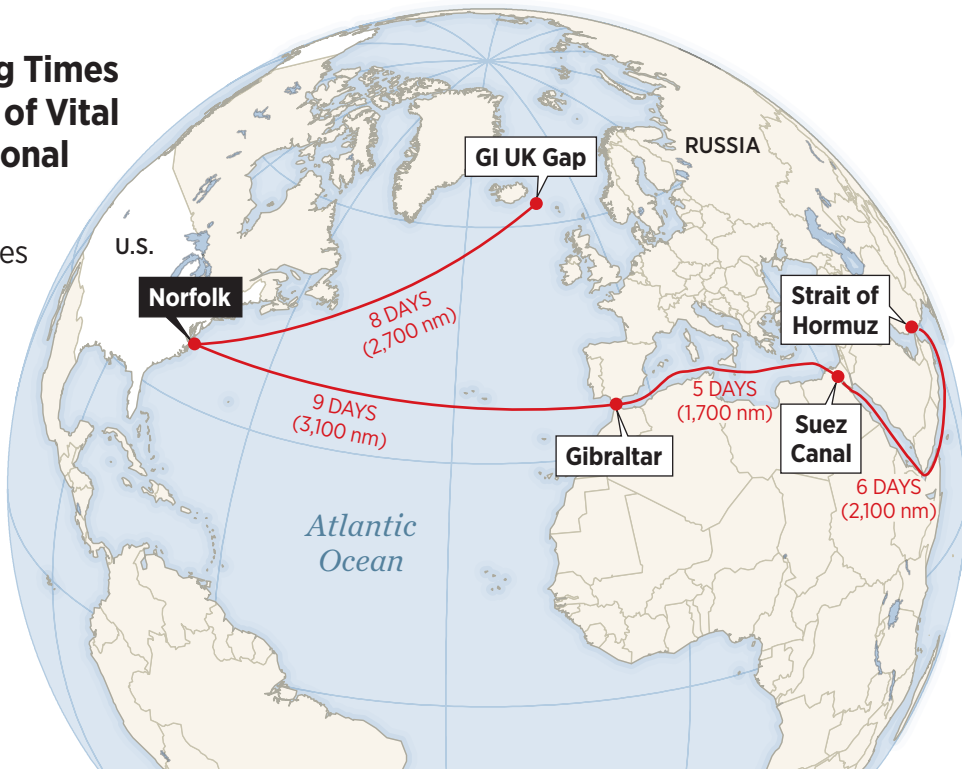 g Times
of Vital
onal
es
GI UK Gap
RUSSIA
U.S.
Norfolk
Strait of
Hormuz
8 DAYS
(2,700 nm)
9 DAYS
(3,100 nm)
5 DAYS
(1,700 nm)
Gibraltar
Suez
Canal
6 DAYS
(2,100 nm)
Atlantic
Ocean